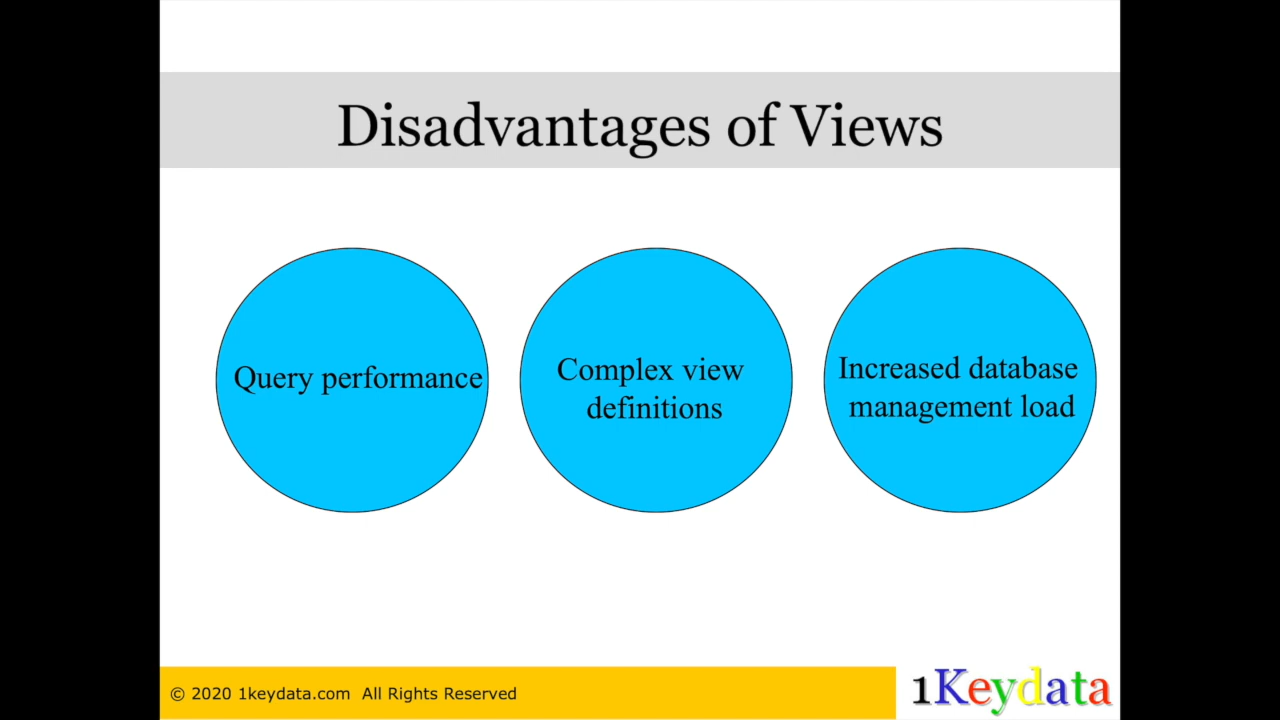 Disadvantages of Views
Query performance
Complex view
definitions
Increased database
management load
© 2020 1keydata.com All Rights Reserved
1Keydata